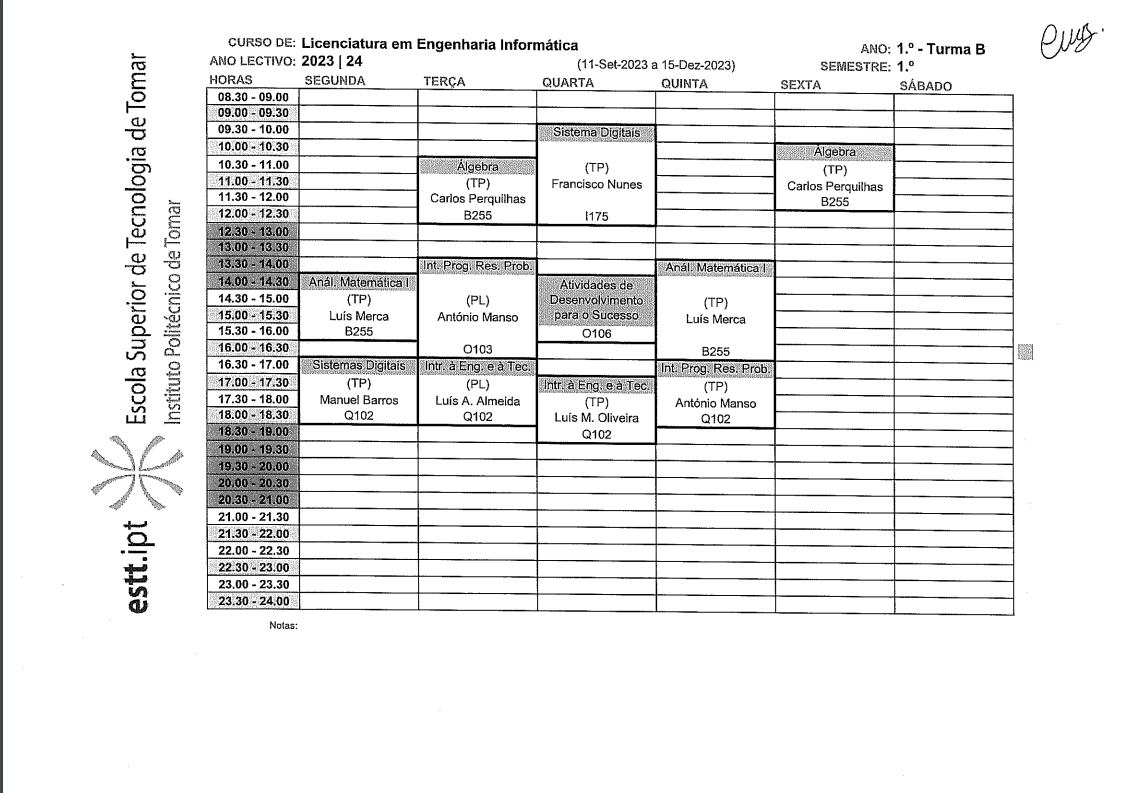 CURSO DE: Licenciatura em Engenharia Informática
ANO: 1.º - Turma B
ANO LECTIVO: 2023 | 24
(11-Set-2023 a 15-Dez-2023)
SEMESTRE: 1.º
HORAS SEGUNDA TERÇA QUARTA QUINTA SEXTA SÁBADO
08.30 - 09.00
09.00 - 09.30
09.30 - 10.00 Sistema Digitais
10.00 - 10.30 Álgebra
10.30 - 11.00 Álgebra (TP) (TP)
11.00 - 11.30 (TP) Francisco Nunes Carlos Perquilhas
11.30 - 12.00 Carlos Perquilhas B255
12.00 - 12.30 B255 I175
12.30 - 13.00
13.00 - 13.30
13.30 - 14.00 Int. Prog. Res. Prob. Anál. Matemática I
14.00 - 14.30 Anál. Matemática I Atividades de
14.30 - 15.00 (TP) (PL) Desenvolvimento (TP)
15.00 - 15.30 Luís Merca António Manso para o Sucesso Luís Merca
15.30 - 16.00 B255 O106
16.00 - 16.30 O103 B255
16.30 - 17.00 Sistemas Digitais Intr. à Eng. e à Tec. Int. Prog. Res. Prob.
17.00 - 17.30 (TP) (PL) Intr. à Eng. e à Tec. (TP)
17.30 - 18.00 Manuel Barros Luís A. Almeida (TP) António Manso
18.00 - 18.30 Q102 Q102 Luís M. Oliveira Q102
18.30 - 19.00 Q102
19.00 - 19.30
19.30 - 20.00
20.00 - 20.30
20.30 - 21.00
21.00 - 21.30
21.30 - 22.00
22.00 - 22.30
22.30 - 23.00
23.00 - 23.30
23.30 - 24.00
Notas:
Escola Superior de Tecnologia de Tomar
Instituto Politécnico de Tomar
estt.ipt